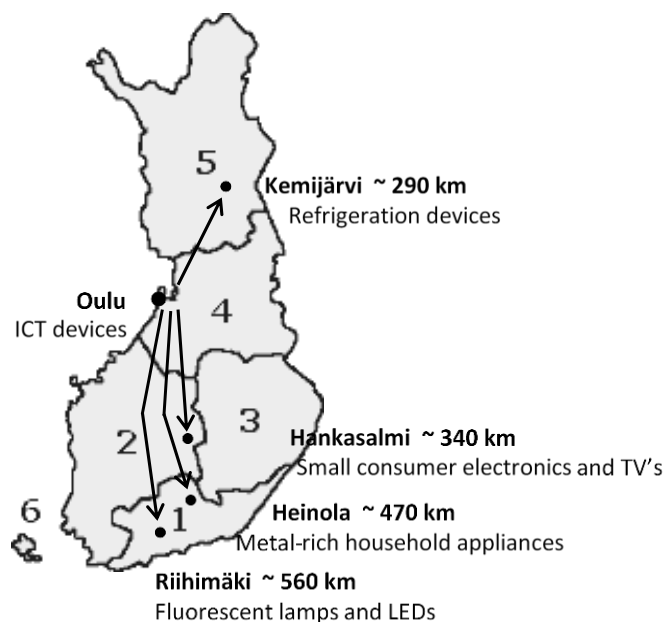 5
Kemijärvi ~ 290 km
Refrigeration devices
Oulu
ICT devices
4
3
2
Hankasalmi ~ 340 km
Small consumer electronics and TV's
6
1
Heinola ~ 470 km
Metal-rich household appliances
Riihimäki ~ 560 km
Fluorescent lamps and LEDs